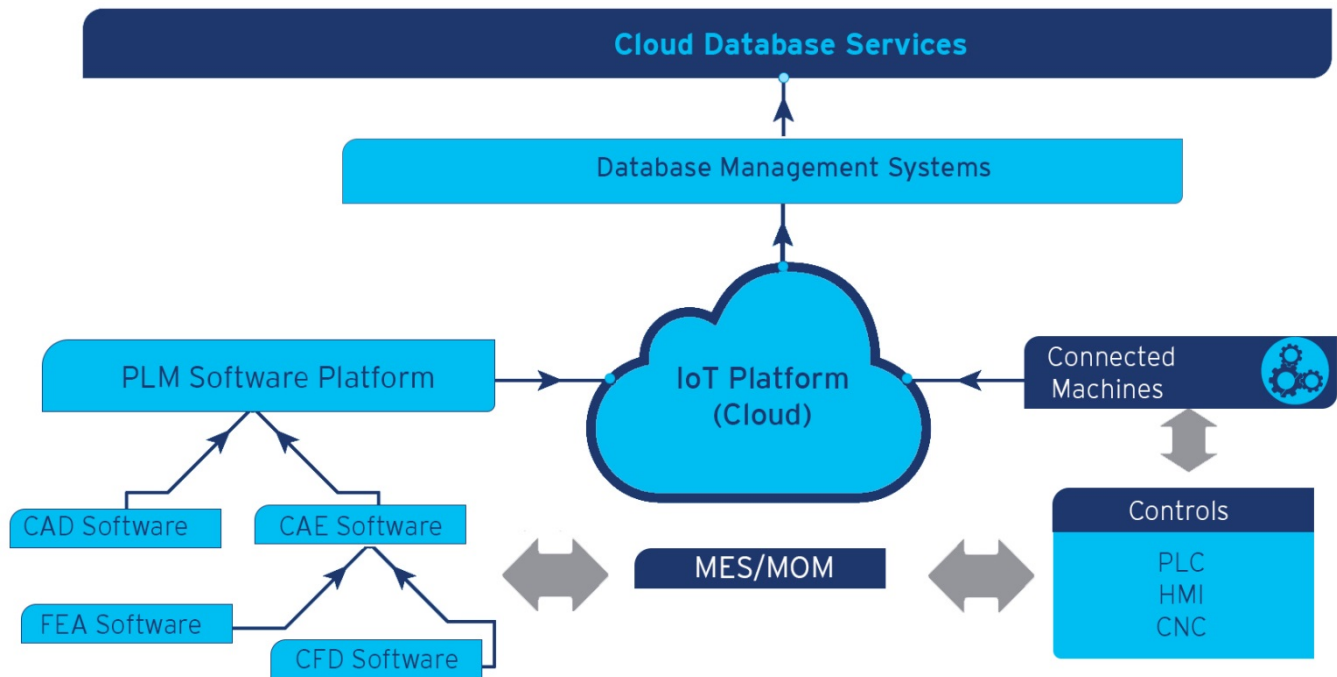 Cloud Database Services
Database Management Systems
PLM Software Platform
IoT Platform
(Cloud)
Connected
Machines
CAD Software
CAE Software
FEA Software
CFD Software
MES/MOM
Controls
PLC
HMI
CNC